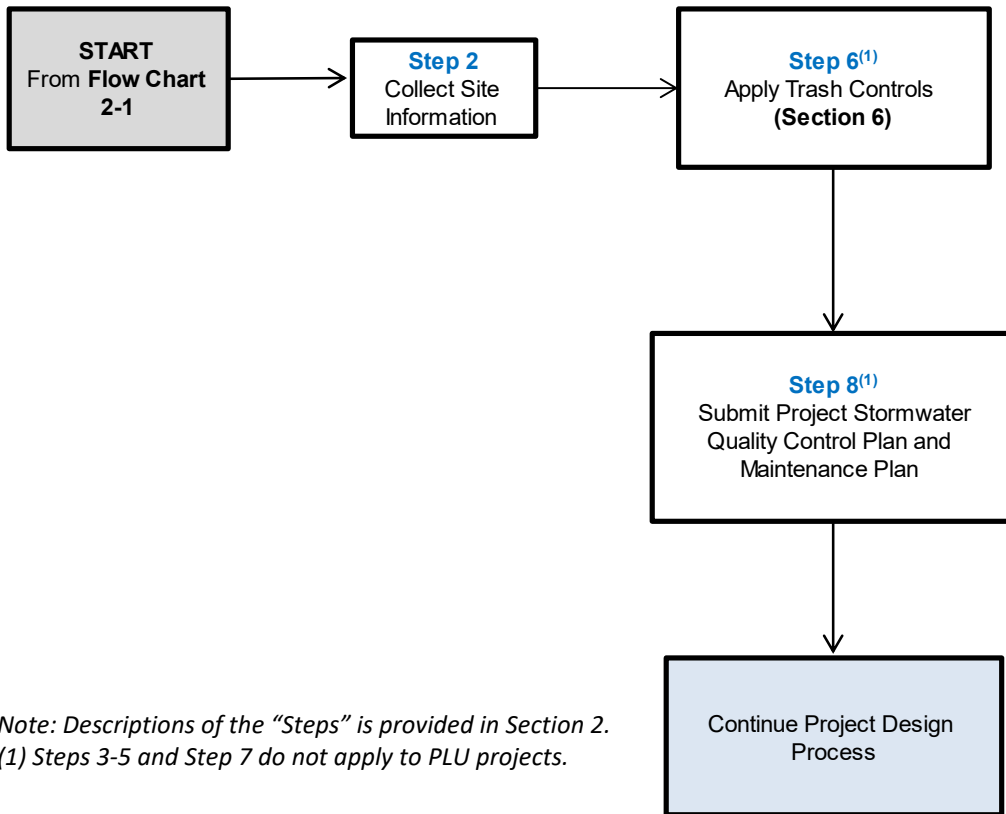 START
From Flow Chart
2-1
Step 2
Collect Site
Information
Step 6(1)
Apply Trash Controls
(Section 6)
Step 8(1)
Submit Project Stormwater
Quality Control Plan and
Maintenance Plan
Continue Project Design
Process
Note: Descriptions of the “Steps” is provided in Section 2.
(1) Steps 3-5 and Step 7 do not apply to PLU projects.